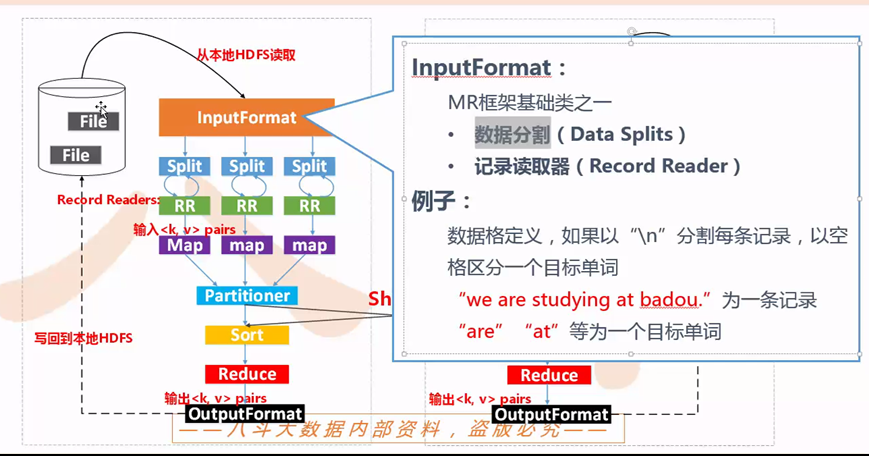 从本地HDFS读取
File
File
InputFormat
Split Split Split
Record Readers:
RR RR RR
输入<k, v> pairs
Map map map
Partitioner
Sh
Sort
写回到本地HDFS
Reduce
输出<k, v> pairs
OutputFormat
InputFormat：
MR框架基础类之一
• 数据分割（Data Splits）
• 记录读取器（Record Reader）
例子：
数据格定义，如果以“\n”分割每条记录，以空
格区分一个目标单词
“we are studying at badou.”为一条记录
“are” “at”等为一个目标单词
Reduce
输出<k, v> pairs
OutputFormat
——八斗大数据内部资料，盗版必究——